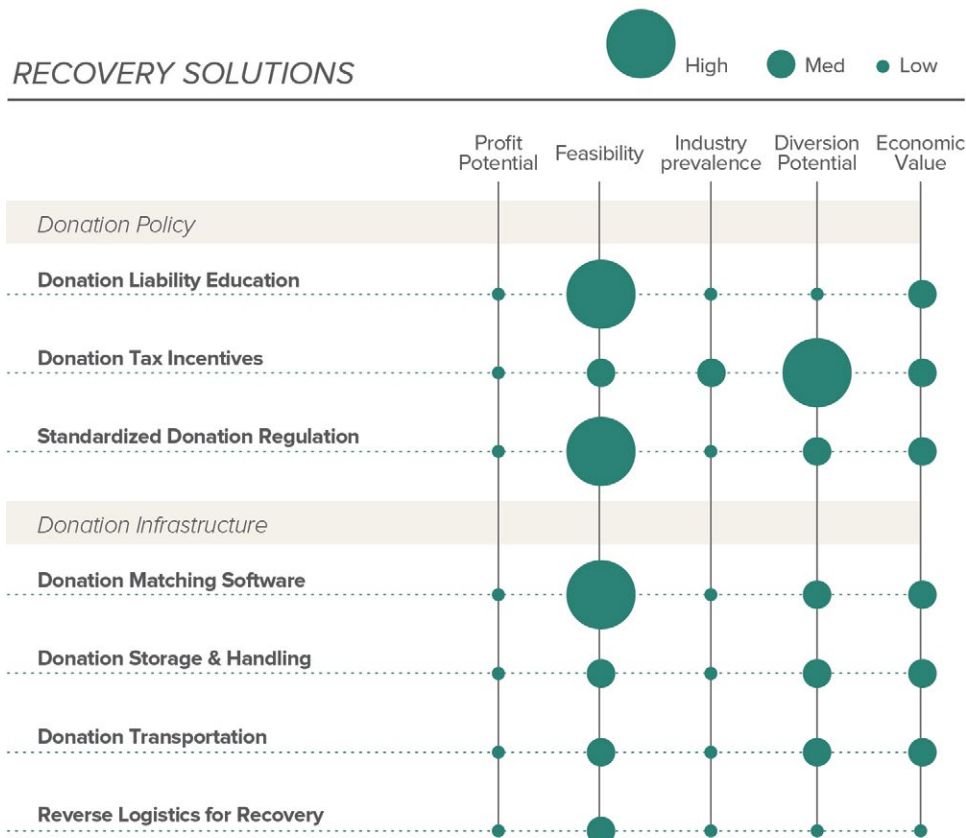 RECOVERY SOLUTIONS
High
Med
Low
Profit Potential
Feasibility
Industry prevalence
Diversion Potential
Economic Value
Donation Policy
Donation Liability Education
Donation Tax Incentives
Standardized Donation Regulation
Donation Infrastructure
Donation Matching Software
Donation Storage & Handling
Donation Transportation
Reverse Logistics for Recovery